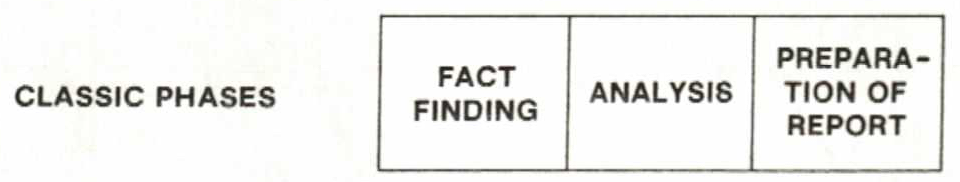 CLASSIC PHASES
FACT
FINDING
ANALYSIS
PREPARA-
TION OF
REPORT